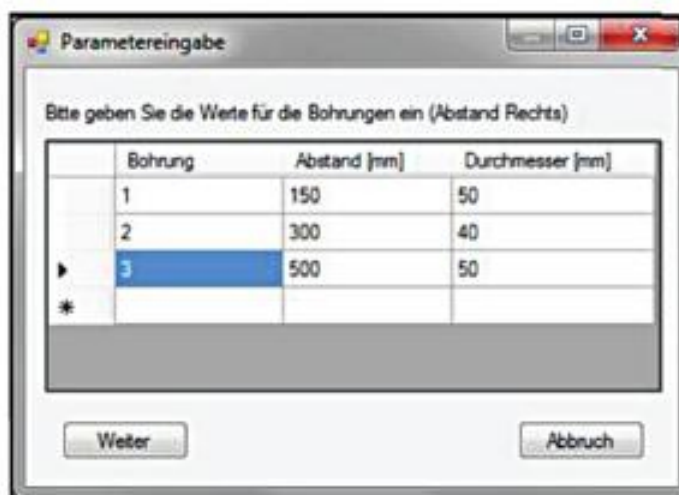 Parametereingabe
Bitte geben Sie die Werte für die Bohrungen ein (Abstand Rechts)
Bohrung Abstand [mm] Durchmesser [mm]
1 150 50
2 300 40
3 500 50
Weiter Abbruch